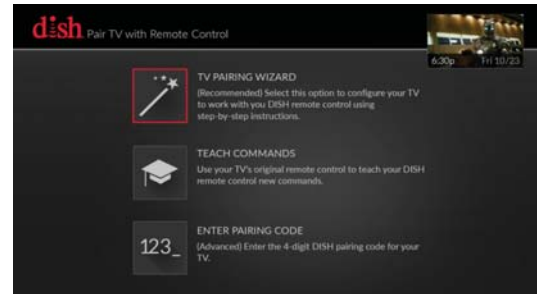 dish Pair TV with Remote Control
6:30p Fri 10/23
TV PAIRING WIZARD
(Recommended) Select this option to configure your TV
to work with you DISH remote control using
step-by-step instructions.
TEACH COMMANDS
Use your TV's original remote control to teach your DISH
remote control new commands.
123_
ENTER PAIRING CODE
(Advanced) Enter the 4-digit DISH pairing code for your
TV.